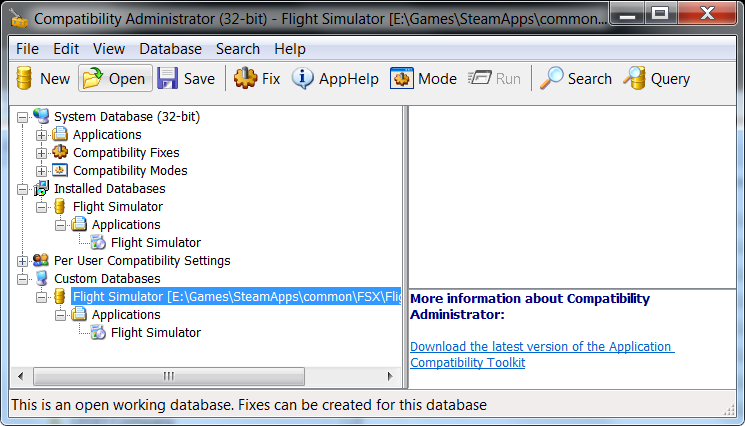 Compatibility Administrator (32-bit) - Flight Simulator [E:\Games\SteamApps\common...
File Edit View Database Search Help
New Open Save Fix AppHelp Mode Run Search Query
System Database (32-bit)
Applications
Compatibility Fixes
Compatibility Modes
Installed Databases
Flight Simulator
Applications
Flight Simulator
Per User Compatibility Settings
Custom Databases
Flight Simulator [E:\Games\SteamApps\common\FSX\Flig
Applications
Flight Simulator
More information about Compatibility
Administrator:
Download the latest version of the Application
Compatibility Toolkit
This is an open working database. Fixes can be created for this database